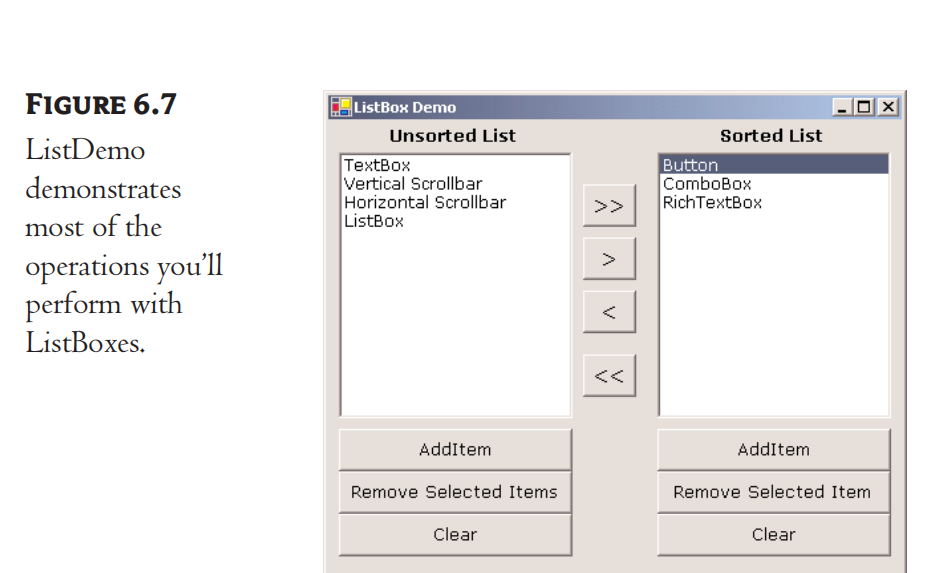 FIGURE 6.7
ListDemo
demonstrates
most of the
operations you'll
perform with
ListBoxes.
ListBox Demo
Unsorted List
TextBox
Vertical Scrollbar
Horizontal Scrollbar
ListBox
>>
>
<
<<
Sorted List
Button
ComboBox
RichTextBox
AddItem
Remove Selected Items
Clear
AddItem
Remove Selected Item
Clear